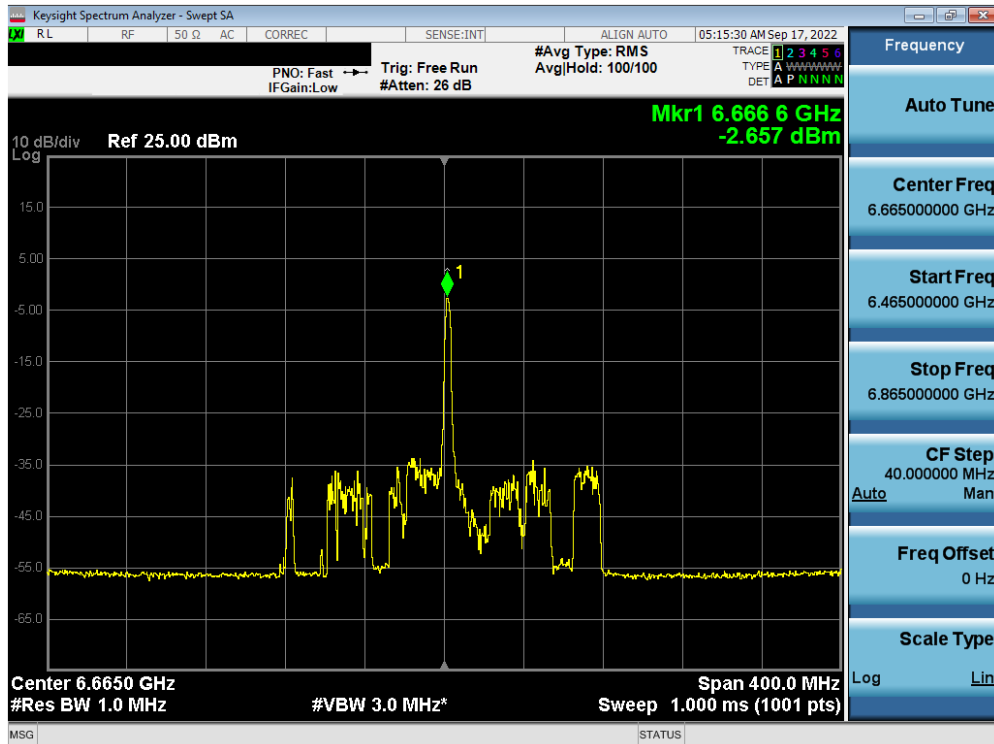 Keysight Spectrum Analyzer - Swept SA
LXI RL RF 50 Ω AC CORREC SENSE:INT ALIGN AUTO 05:15:30 AM Sep 17, 2022
PNO: Fast Trig: Free Run #Avg Type: RMS TRACE 1 2 3 4 5 6
IFGain:Low #Atten: 26 dB Avg|Hold: 100/100 TYPE A WWWWW
DET A P N N N N
Mkr1 6.666 6 GHz
-2.657 dBm
10 dB/div Ref 25.00 dBm
Log
1
15.0
5.00
-5.00
-15.0
-25.0
-35.0
-45.0
-55.0
-65.0
Center 6.6650 GHz Span 400.0 MHz
#Res BW 1.0 MHz #VBW 3.0 MHz* Sweep 1.000 ms (1001 pts)
MSG STATUS
Frequency
Auto Tune
Center Freq
6.665000000 GHz
Start Freq
6.465000000 GHz
Stop Freq
6.865000000 GHz
CF Step
40.000000 MHz
Auto Man
Freq Offset
0 Hz
Scale Type
Log Lin